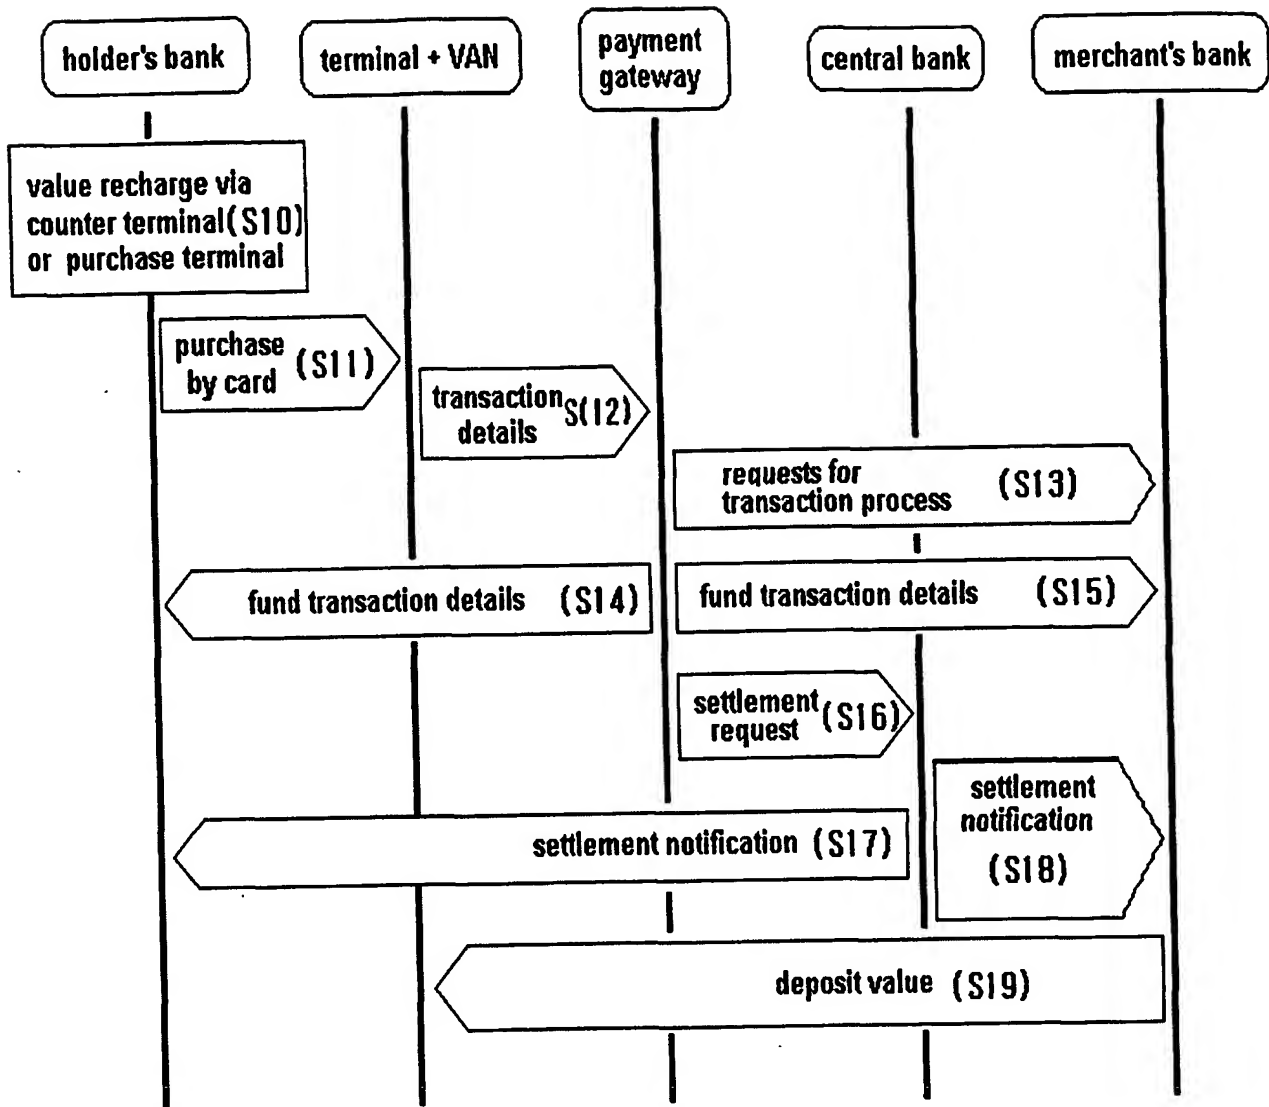 holder's bank
terminal + VAN
payment
gateway
central bank
merchant's bank
value recharge via
counter terminal(S10)
or purchase terminal
purchase
by card (S11)
transaction
details S(12)
requests for
transaction process (S13)
fund transaction details (S14)
fund transaction details (S15)
settlement
request (S16)
settlement
notification
(S18)
settlement notification (S17)
deposit value (S19)